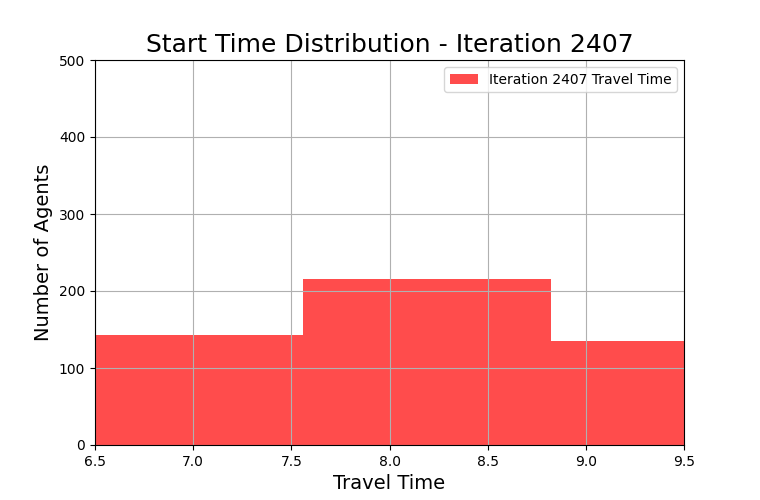 Start Time Distribution - Iteration 2407
Iteration 2407 Travel Time
Number of Agents
500
400
300
200
100
0
6.5 7.0 7.5 8.0 8.5 9.0 9.5
Travel Time